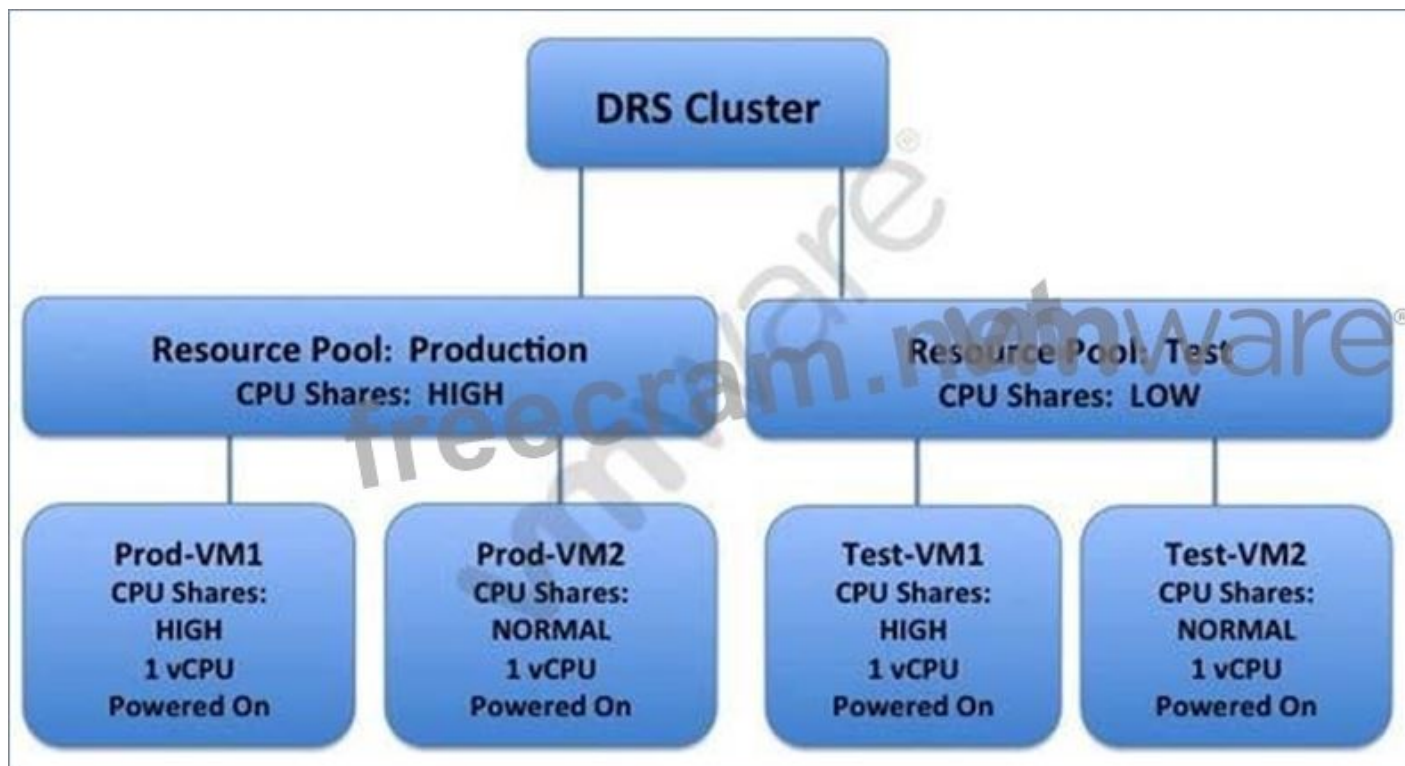 DRS Cluster
Resource Pool: Production
CPU Shares: HIGH
Resource Pool: Test
CPU Shares: LOW
Prod-VM1
CPU Shares:
HIGH
1 vCPU
Powered On
Prod-VM2
CPU Shares:
NORMAL
1 vCPU
Powered On
Test-VM1
CPU Shares:
HIGH
1 vCPU
Powered On
Test-VM2
CPU Shares:
NORMAL
1 vCPU
Powered On
freecram.net